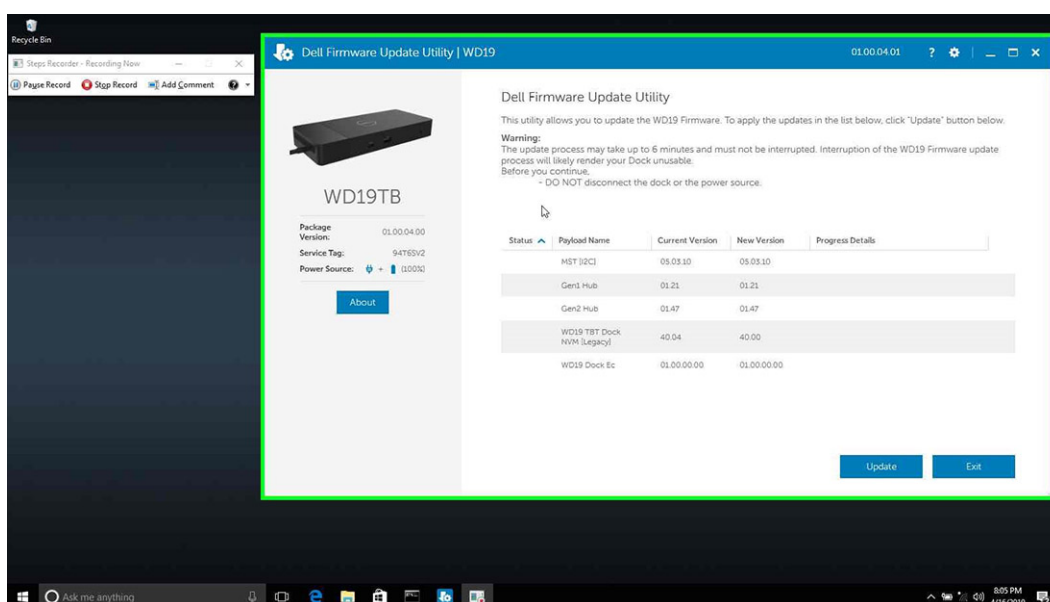 Recycle Bin
Steps Recorder - Recording Now
Pause Record Stop Record Add Comment
Dell Firmware Update Utility | WD19 01.00.04.01 ?
Dell Firmware Update Utility
This utility allows you to update the WD19 Firmware. To apply the updates in the list below, click "Update" button below.
Warning:
The update process may take up to 6 minutes and must not be interrupted. Interruption of the WD19 Firmware update
process will likely render your Dock unusable.
Before you continue,
- DO NOT disconnect the dock or the power source.
WD19TB
Package
Version: 01.00.04.00
Service Tag: 94T6SV2
Power Source: + (100%)
About
Status Payload Name Current Version New Version Progress Details
MST [I2C] 05.03.10 05.03.10
Gen1 Hub 01.21 01.21
Gen2 Hub 01.47 01.47
WD19 TBT Dock
NVM [Legacy] 40.04 40.00
WD19 Dock Ec 01.00.00.00 01.00.00.00
Update Exit
Ask me anything
8:05 PM
4/16/2019